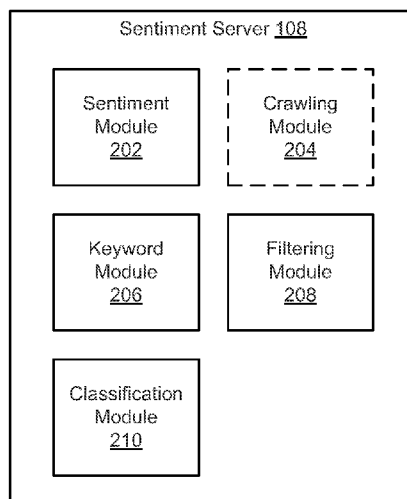 Sentiment Server 108
Sentiment
Module
202
Crawling
Module
204
Keyword
Module
206
Filtering
Module
208
Classification
Module
210